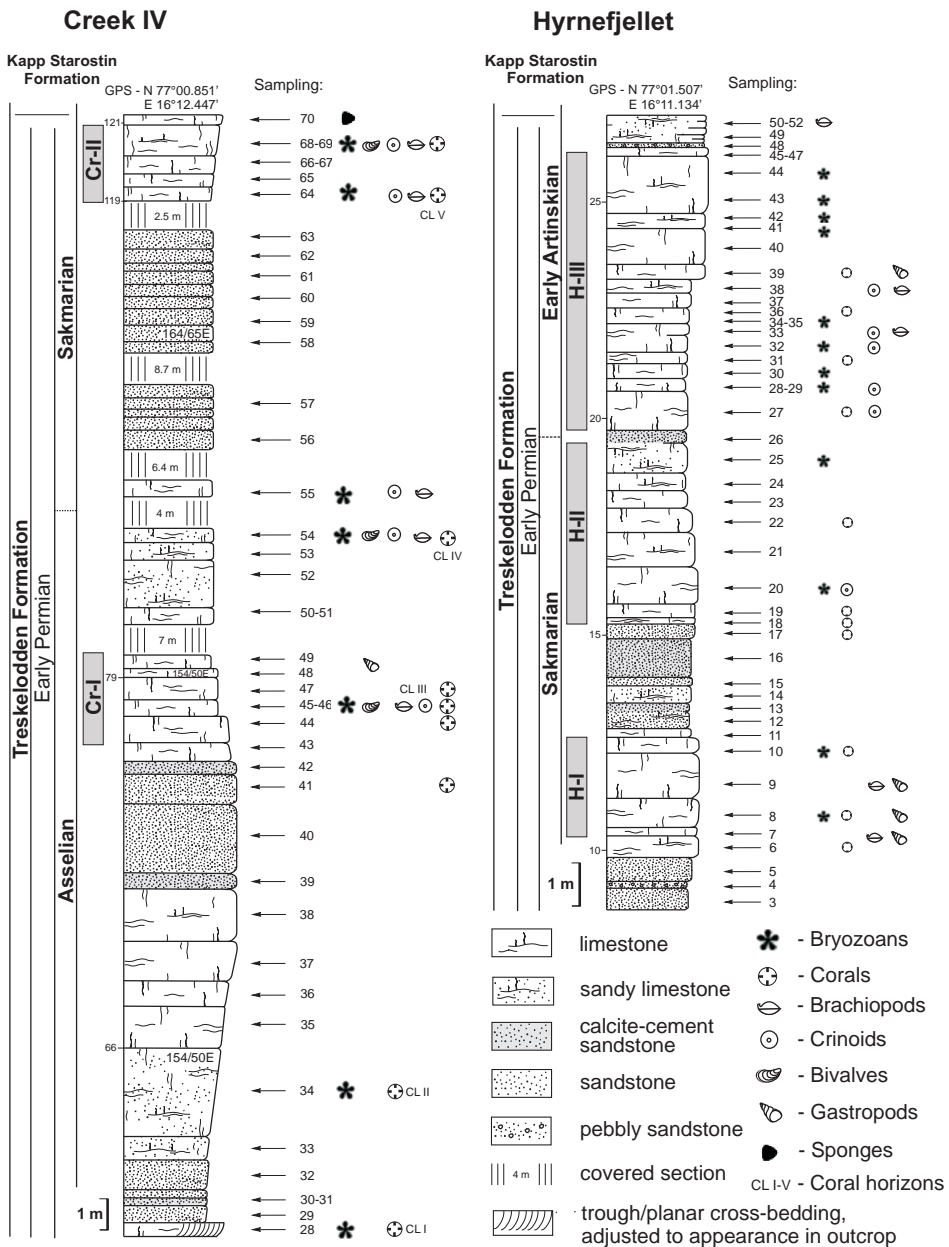 Creek IV
Kapp Starostin
Formation
GPS - N 77°00.851'
E 16°12.447'
Sampling:
121
70
68-69
66-67
65
64
119
CL V
2.5 m
63
62
61
60
59
164/65E
58
8.7 m
57
56
6.4 m
55
4 m
54
CL IV
53
52
50-51
7 m
49
79
154/50E
48
47
CL III
45-46
44
43
42
41
40
39
38
37
36
35
66
154/50E
34
CL II
33
32
30-31
29
28
CL I
1 m
Treskelodden Formation
Early Permian
Sakmarian
Asselian
Cr-II
Cr-I
Hyrnefjellet
Kapp Starostin
Formation
GPS - N 77°01.507'
E 16°11.134'
Sampling:
50-52
49
48
45-47
44
25
43
42
41
40
39
38
37
36
34-35
33
32
31
30
28-29
20
27
26
25
24
23
22
21
20
19
18
15
17
16
15
14
13
12
11
10
9
8
7
10
6
5
4
3
1 m
Treskelodden Formation
Early Permian
Early Artinskian
Sakmarian
H-III
H-II
H-I
limestone
sandy limestone
calcite-cement
sandstone
sandstone
pebbly sandstone
4 m
covered section
trough/planar cross-bedding,
adjusted to appearance in outcrop
- Bryozoans
- Corals
- Brachiopods
- Crinoids
- Bivalves
- Gastropods
- Sponges
CL I-V - Coral horizons